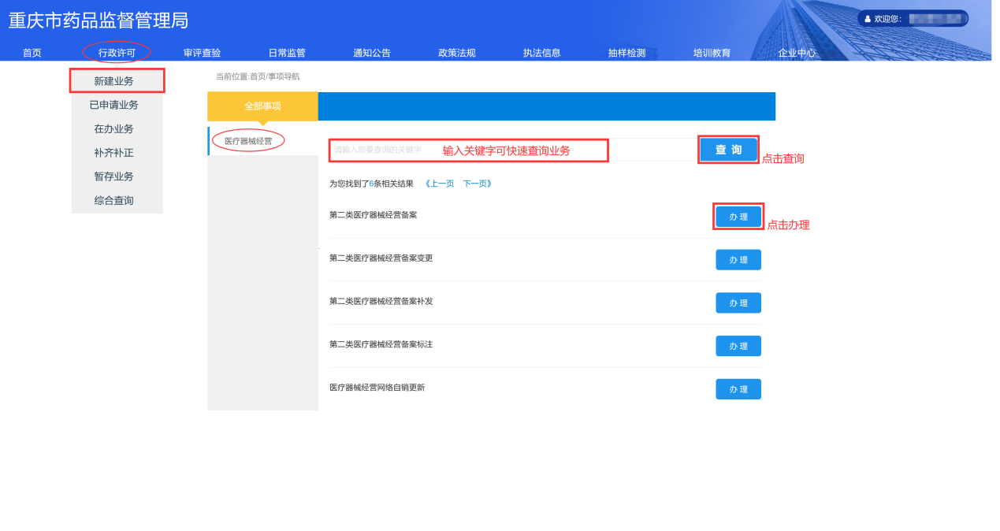 重庆市药品监督管理局
欢迎您:
首页 行政许可 审评查验 日常监管 通知公告 政策法规 执法信息 抽样检测 培训教育 企业中心
新建业务
已申请业务
在办业务
补齐补正
暂存业务
综合查询
当前位置:首页/事项导航
全部事项
医疗器械经营
请输入您要查询的关键字 输入关键字可快速查询业务 查 询 点击查询
为您找到了6条相关结果 《上一页 下一页》
第二类医疗器械经营备案 办 理 点击办理
第二类医疗器械经营备案变更 办 理
第二类医疗器械经营备案补发 办 理
第二类医疗器械经营备案标注 办 理
医疗器械经营网络自销更新 办 理